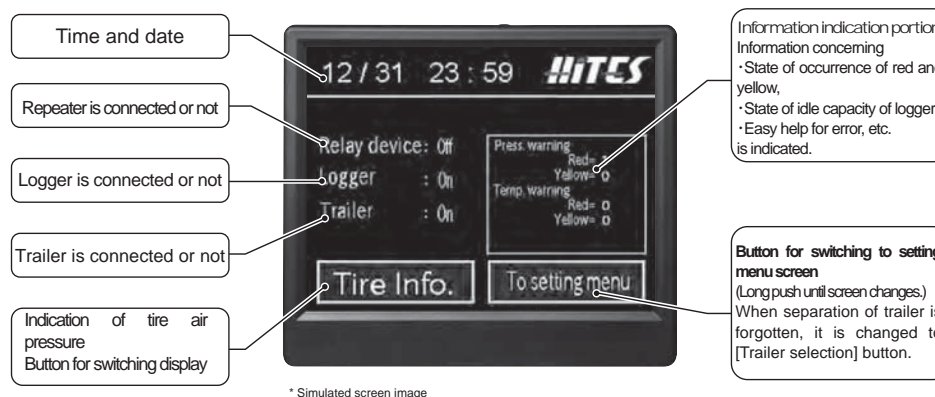 Time and date
Repeater is connected or not
Logger is connected or not
Trailer is connected or not
Indication of tire air
pressure
Button for switching display
12/31 23:59 HiTES
Relay device: Off
Logger : On
Trailer : On
Press. warning
Red=
Yellow= 0
Temp. warning
Red= 0
Yellow= 0
Tire Info.
To setting menu
* Simulated screen image
Information indication portion
Information concerning
・State of occurrence of red and
yellow,
・State of idle capacity of logger
・Easy help for error, etc.
is indicated.
Button for switching to setting
menu screen
(Long push until screen changes.)
When separation of trailer is
forgotten, it is changed to
[Trailer selection] button.